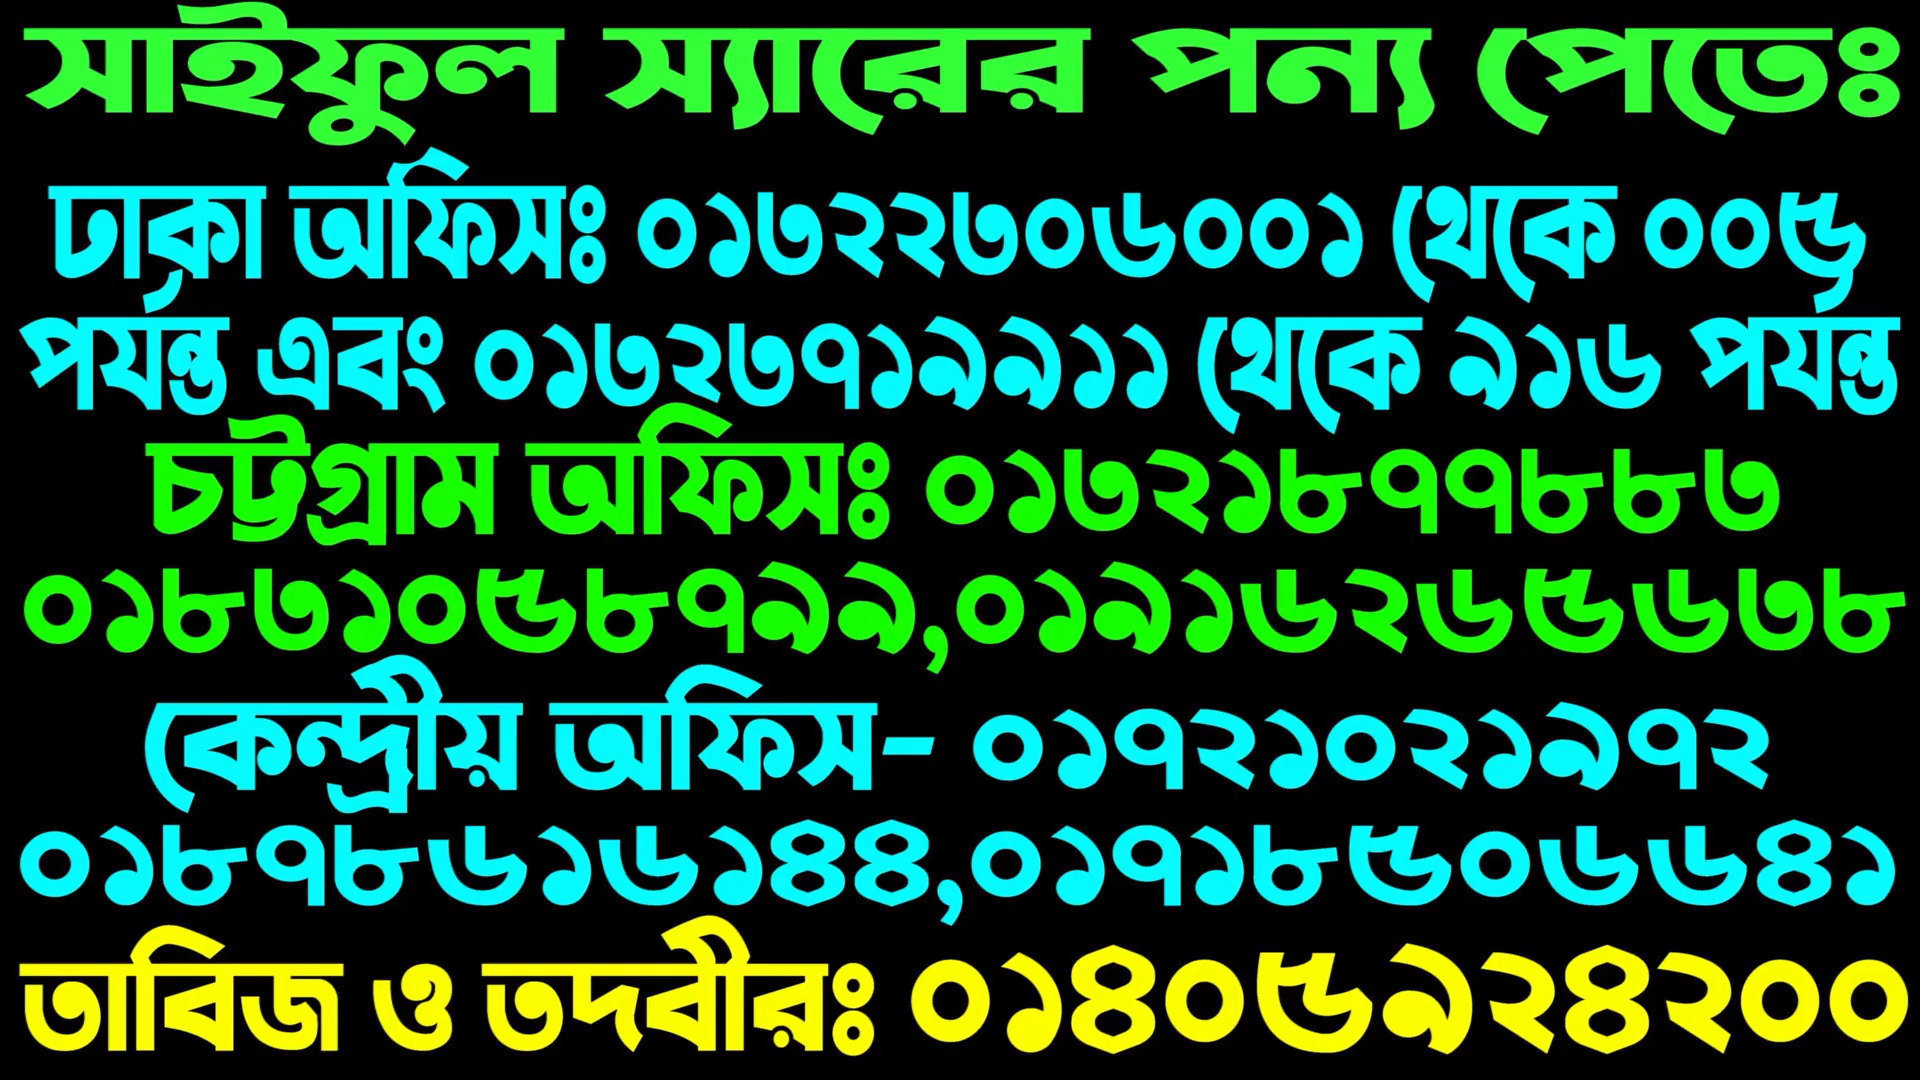 সাইফুল স্যারের পন্য পেতেঃ
ঢাকা অফিসঃ ০১৩২২৩০৬০০১ থেকে ০০৫
পর্যন্ত এবং ০১৩২৩৭১৯৯১১ থেকে ৯১৬ পর্যন্ত
চট্টগ্রাম অফিসঃ ০১৩২১৮৭৭৮৮৩
০১৮৩১০৫৮৭৯৯,০১৯১৬২৬৫৬৩৮
কেন্দ্রীয় অফিস- ০১৭২১০২১৯৭২
০১৮৭৮৬১৬১৪৪,০১৭১৮৫০৬৬৪১
তাবিজ ও তদবীরঃ ০১৪০৫৯২৪২০০